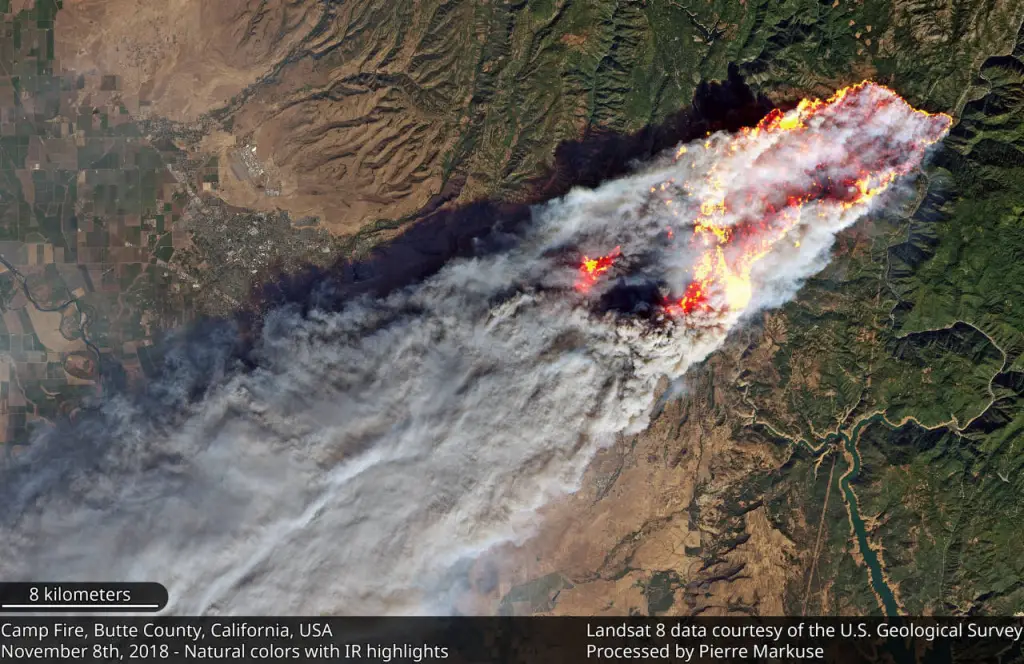 8 kilometers
Camp Fire, Butte County, California, USA
November 8th, 2018 - Natural colors with IR highlights
Landsat 8 data courtesy of the U.S. Geological Survey
Processed by Pierre Markuse